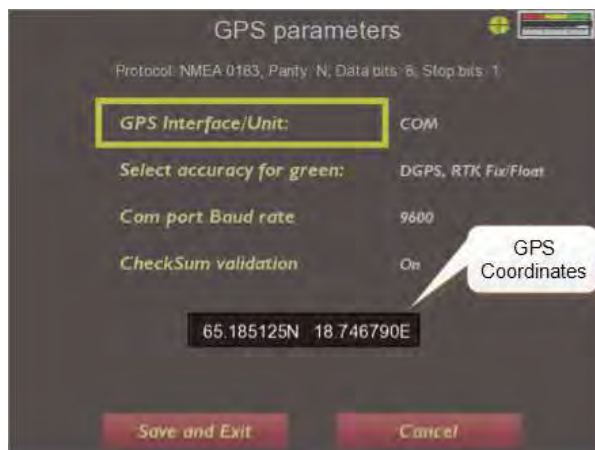 GPS parameters
Protocol: NMEA 0183, Parity: N, Data bits: 8, Stop bits: 1
GPS Interface/Unit: COM
Select accuracy for green: DGPS, RTK Fix/Float
Com port Baud rate 9600
CheckSum validation On
GPS
Coordinates
65.185125N 18.746790E
Save and Exit Cancel